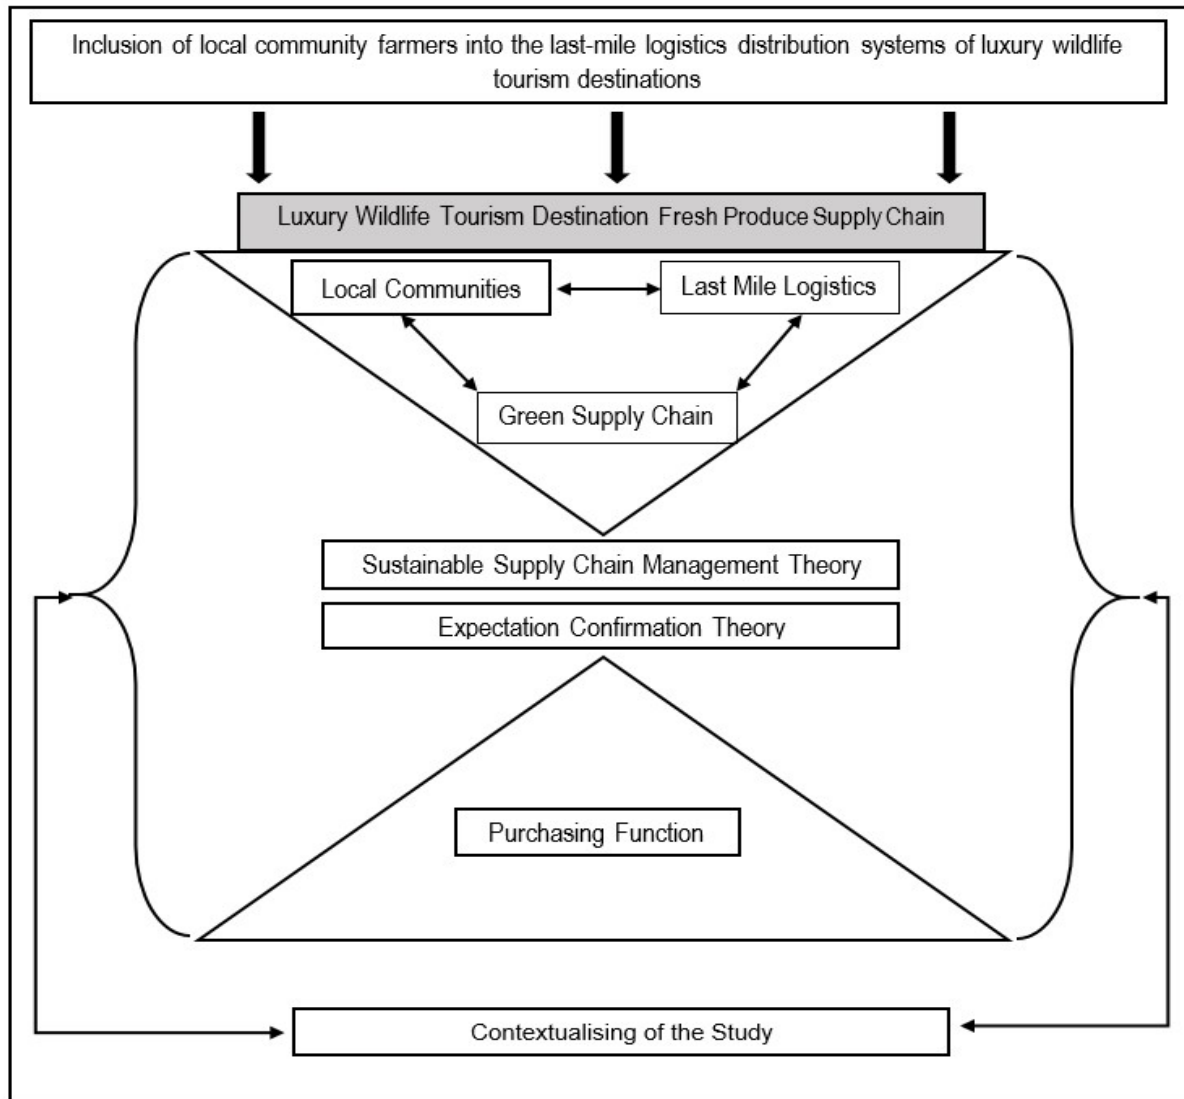 Inclusion of local community farmers into the last-mile logistics distribution systems of luxury wildlife
tourism destinations
Luxury Wildlife Tourism Destination Fresh Produce Supply Chain
Local Communities
Last Mile Logistics
Green Supply Chain
Sustainable Supply Chain Management Theory
Expectation Confirmation Theory
Purchasing Function
Contextualising of the Study